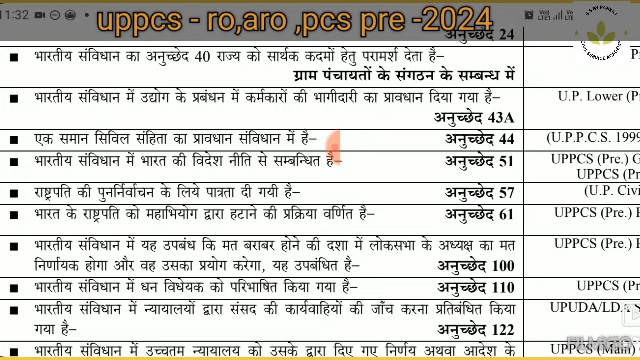 11:32
uppcs - ro,aro ,pcs pre -2024
अनुच्छेद 24
भारतीय संविधान का अनुच्छेद 40 राज्य को सार्थक कदमों हेतु परामर्श देता है–
ग्राम पंचायतों के संगठन के सम्बन्ध में
भारतीय संविधान में उद्योग के प्रबंधन में कर्मकारों की भागीदारी का प्रावधान दिया गया है– U.P. Lower (P
अनुच्छेद 43A
एक समान सिविल संहिता का प्रावधान संविधान में है– अनुच्छेद 44 (U.P.P.C.S. 1999
भारतीय संविधान में भारत की विदेश नीति से सम्बन्धित है– अनुच्छेद 51 UPPCS (Pre.) G
UPPCS (Pr
राष्ट्रपति की पुनर्निर्वाचन के लिये पात्रता दी गयी है– अनुच्छेद 57 (U.P. Civi
भारत के राष्ट्रपति को महाभियोग द्वारा हटाने की प्रक्रिया वर्णित है– अनुच्छेद 61 UPPCS (Pre.)
भारतीय संविधान में यह उपबंध कि मत बराबर होने की दशा में लोकसभा के अध्यक्ष का मत UPPCS (Pre.)
निर्णायक होगा और वह उसका प्रयोग करेगा, यह उपबंधित है– अनुच्छेद 100
भारतीय संविधान में धन विधेयक को परिभाषित किया गया है– अनुच्छेद 110 UPPCS (Pr
भारतीय संविधान में न्यायालयों द्वारा संसद की कार्यवाहियों की जाँच करना प्रतिबंधित किया UPUDA/LD.
गया है– अनुच्छेद 122
भारतीय संविधान में उच्चतम न्यायालय को उसके द्वारा दिए गए निर्णय अथवा आदेश के UPPCS (Main)